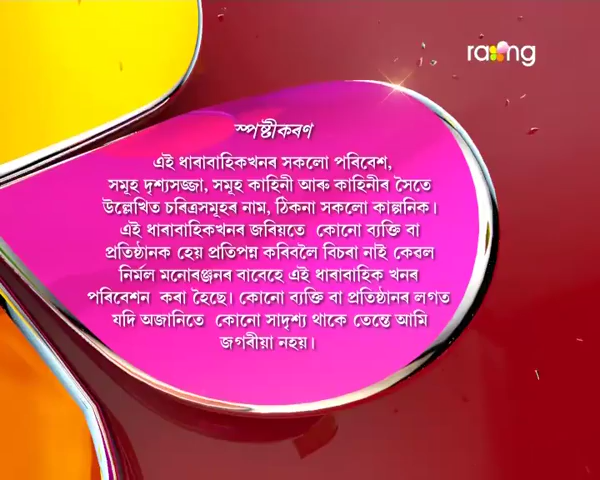 rang
স্পষ্টীকৰণ
এই ধাৰাবাহিকখনৰ সকলো পৰিবেশ,
সমূহ দৃশ্যসজ্জা, সমূহ কাহিনী আৰু কাহিনীৰ সৈতে
উল্লেখিত চৰিত্ৰসমূহৰ নাম, ঠিকনা সকলো কাল্পনিক।
এই ধাৰাবাহিকখনৰ জৰিয়তে কোনো ব্যক্তি বা
প্ৰতিষ্ঠানক হেয় প্ৰতিপন্ন কৰিবলৈ বিচৰা নাই কেৱল
নিৰ্মল মনোৰঞ্জনৰ বাবেহে এই ধাৰাবাহিক খনৰ
পৰিবেশন কৰা হৈছে। কোনো ব্যক্তি বা প্ৰতিষ্ঠানৰ লগত
যদি অজানিতে কোনো সাদৃশ্য থাকে তেন্তে আমি
জগৰীয়া নহয়।